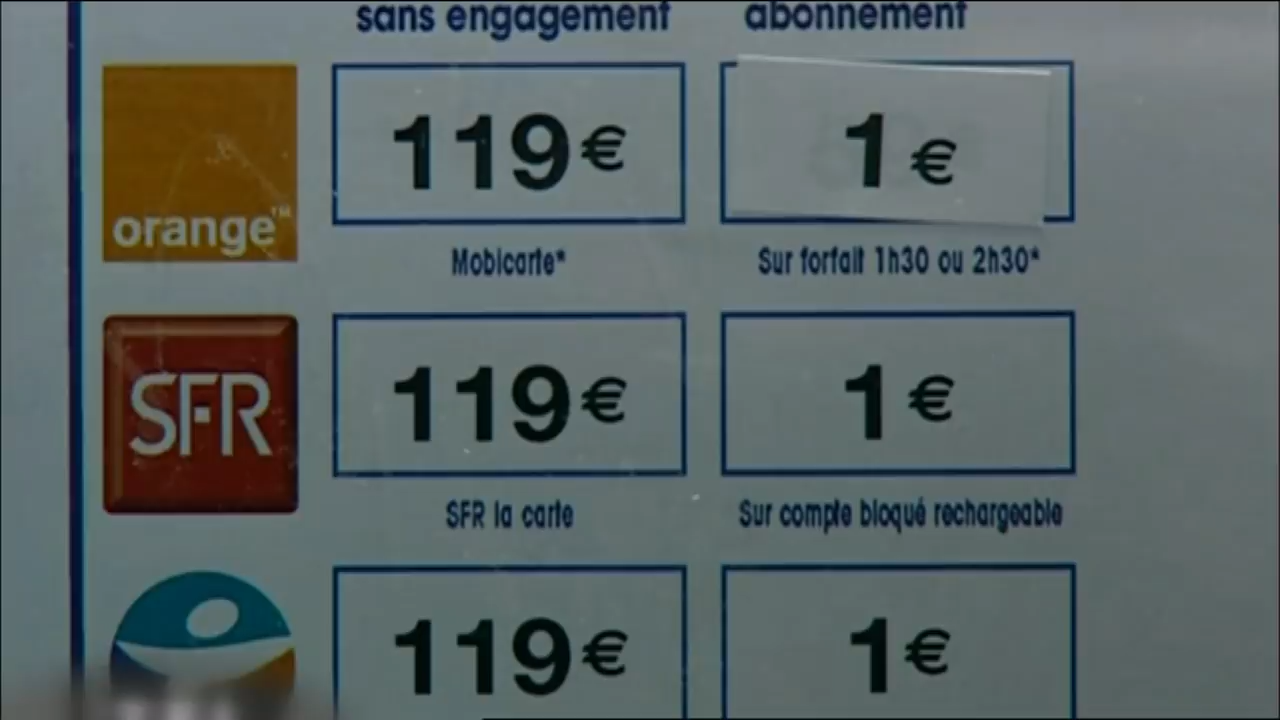 sans engagement
abonnement
orange™
119€
1€
Mobicarte*
Sur forfait 1h30 ou 2h30*
SFR
119€
1€
SFR la carte
Sur compte bloqué rechargeable
119€
1€